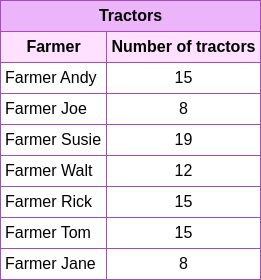 Tractors
Farmer Number of tractors
Farmer Andy 15
Farmer Joe 8
Farmer Susie 19
Farmer Walt 12
Farmer Rick 15
Farmer Tom 15
Farmer Jane 8